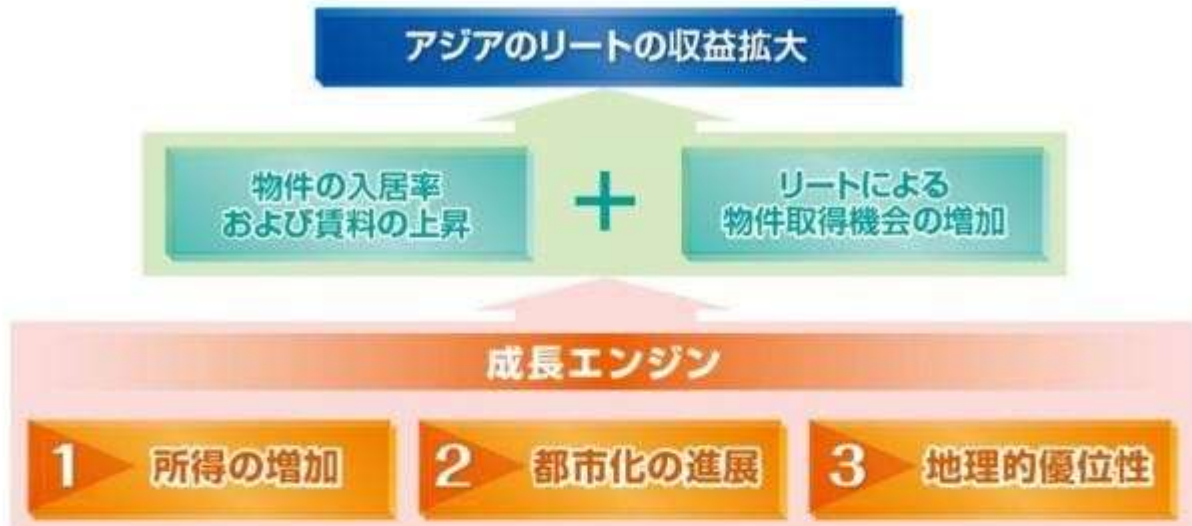 アジアのリートの収益拡大
物件の入居率
および賃料の上昇
+
リートによる
物件取得機会の増加
成長エンジン
1 所得の増加
2 都市化の進展
3 地理的優位性